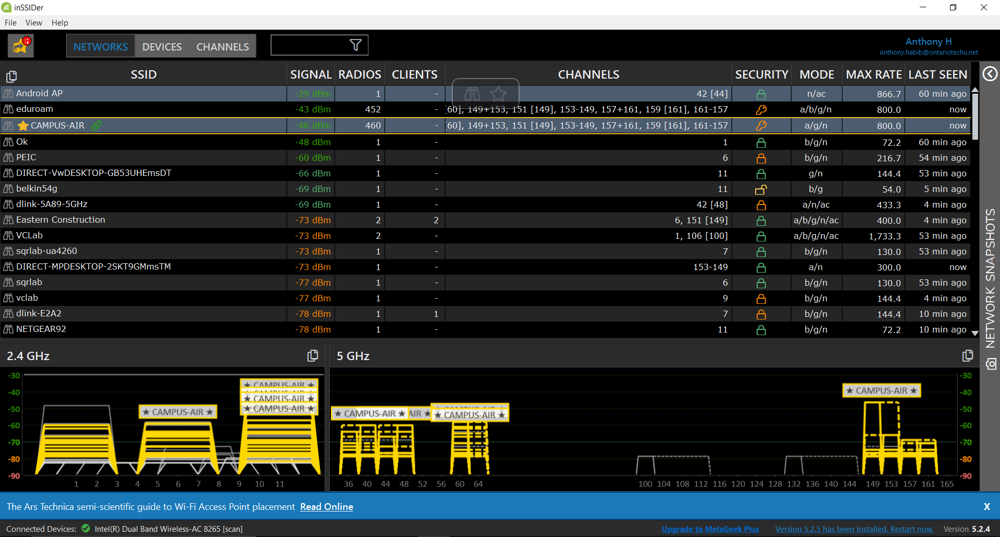 inSSIDer
File View Help
NETWORKS DEVICES CHANNELS
Anthony H
Anthony.habib@ontariotechu.net
SSID SIGNAL RADIOS CLIENTS CHANNELS SECURITY MODE MAX RATE LAST SEEN
Android AP -29 dBm 1 - 42 [44] n/ac 866.7 60 min ago
eduroam -43 dBm 452 - [60], 149+153, 151 [149], 153-149, 157+161, 159 [161], 161-157 a/b/g/n 800.0 now
CAMPUS-AIR -46 dBm 460 - [60], 149+153, 151 [149], 153-149, 157+161, 159 [161], 161-157 a/g/n 800.0 now
Ok -48 dBm 1 - 1 b/g/n 72.2 60 min ago
PEIC -60 dBm 1 - 6 b/g/n 216.7 54 min ago
DIRECT-VwDESKTOP-GB53UHEmsDT -66 dBm 1 - 11 g/n 144.4 53 min ago
belkin54g -69 dBm 1 - 11 b/g 54.0 5 min ago
dlink-5A89-5GHz -69 dBm 1 - 42 [48] a/n/ac 433.3 4 min ago
Eastern Construction -73 dBm 2 2 6, 151 [149] a/b/g/n/ac 400.0 4 min ago
VCLab -73 dBm 2 - 1, 106 [100] a/b/g/n/ac 1,733.3 53 min ago
sqrlab-ua4260 -73 dBm 1 - 7 b/g/n 130.0 53 min ago
DIRECT-MPDESKTOP-2SKT9GMmsTM -73 dBm 1 - 153-149 a/n 300.0 now
sqrlab -77 dBm 1 - 6 b/g/n 130.0 53 min ago
vclab -77 dBm 1 - 9 b/g/n 144.4 4 min ago
dlink-E2A2 -78 dBm 1 1 7 b/g/n 144.4 10 min ago
NETGEAR92 -78 dBm 1 - 11 b/g/n 72.2 10 min ago
NETWORK SNAPSHOTS
2.4 GHz
-30
-40
-50
-60
-70
-80
-90
★ CAMPUS-AIR ★
★ CAMPUS-AIR ★
★ CAMPUS-AIR ★
★ CAMPUS-AIR ★
1 2 3 4 5 6 7 8 9 10 11
5 GHz
★ CAMPUS-AIR ★ AIR ★
★ CAMPUS-AIR ★
★ CAMPUS-AIR ★
-30
-40
-50
-60
-70
-80
-90
36 40 44 48 52 56 60 64 100 104 108 112 116 120 124 128 132 136 140 144 149 153 157 161 165
The Ars Technica semi-scientific guide to Wi-Fi Access Point placement Read Online X
Connected Devices: Intel(R) Dual Band Wireless-AC 8265 [scan] Upgrade to MetaGeek Plus Version 5.2.5 has been installed. Restart now. Version 5.2.4